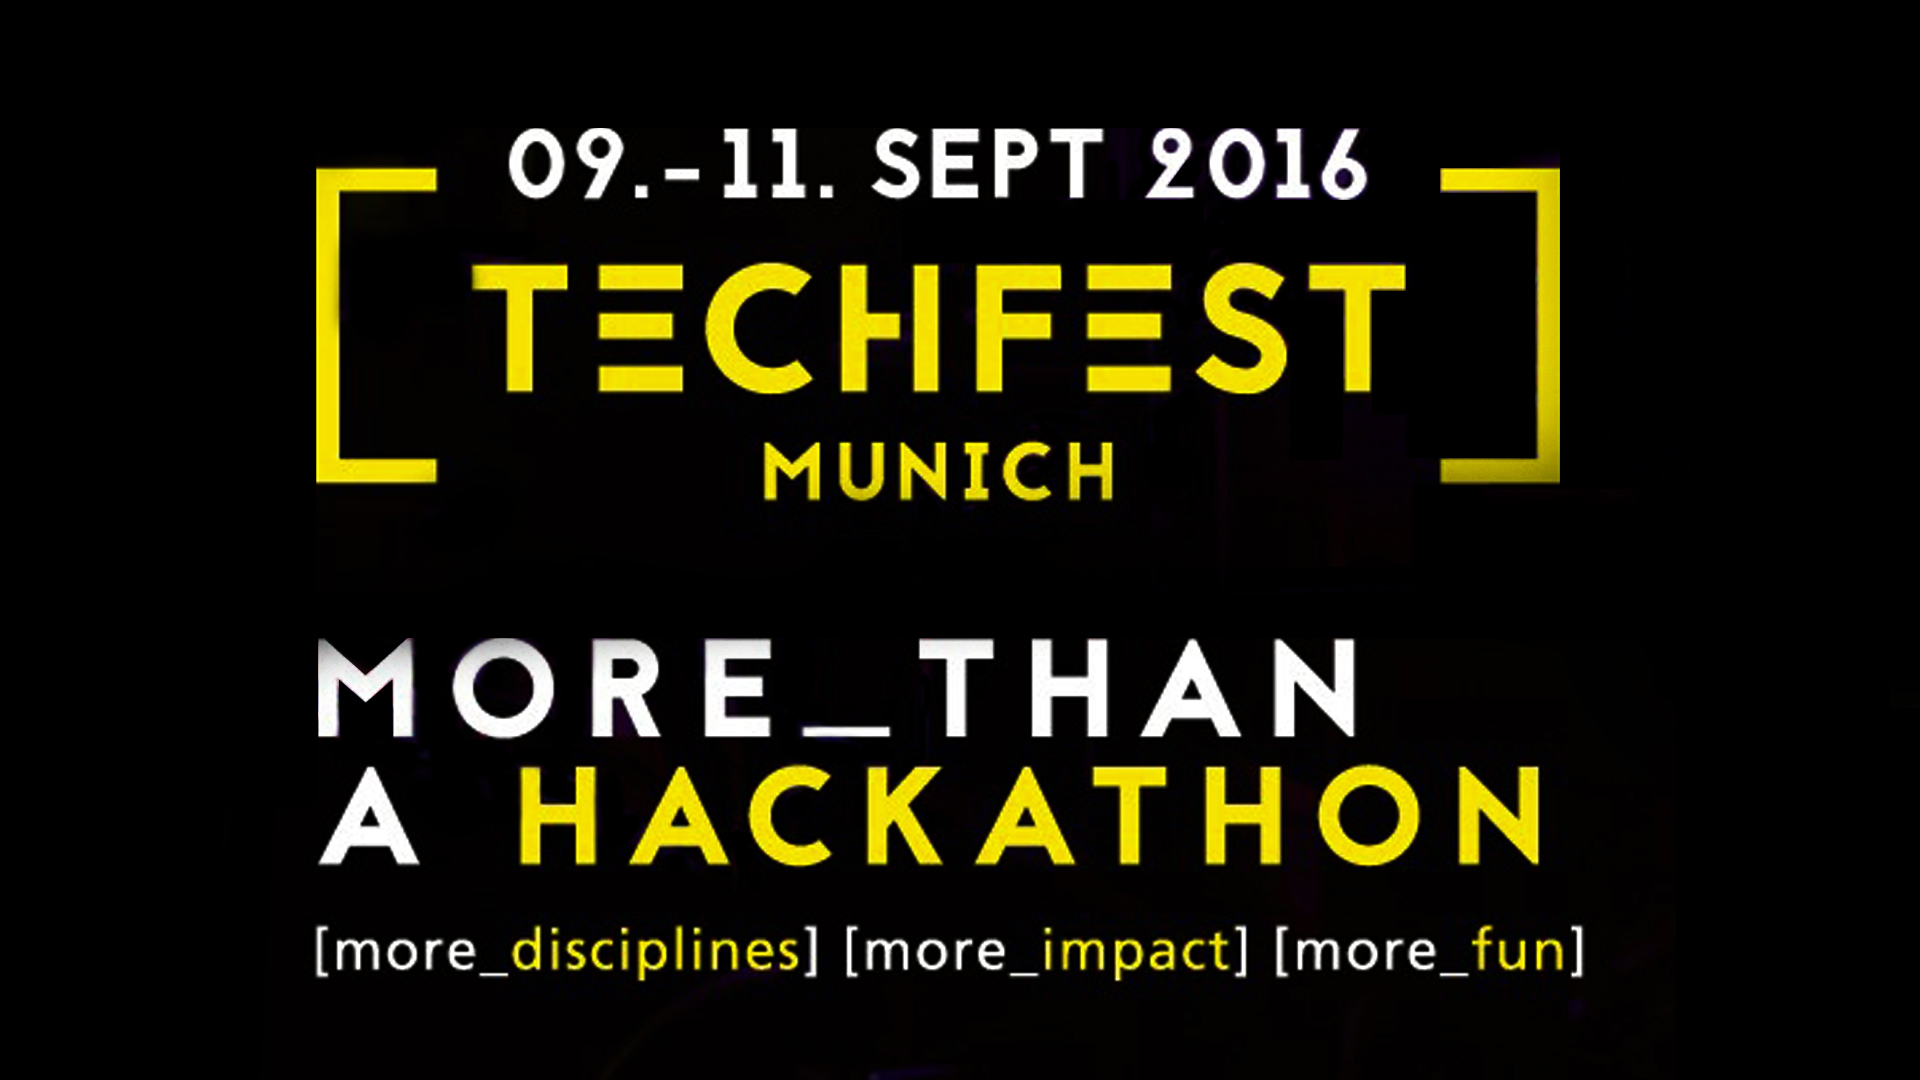 09.-11. SEPT 2016
TECHFEST
MUNICH
MORE_THAN
A HACKATHON
[more_disciplines] [more_impact] [more_fun]